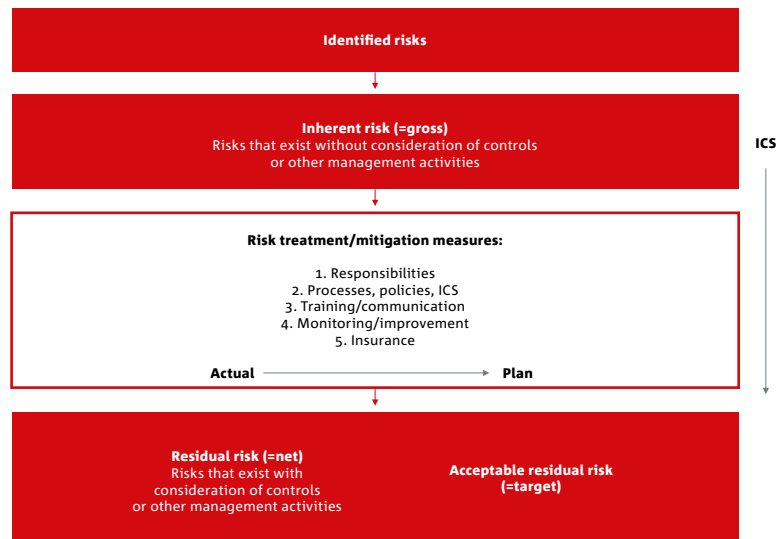 Identified risks
Inherent risk (=gross)
Risks that exist without consideration of controls
or other management activities
ICS
Risk treatment/mitigation measures:
1. Responsibilities
2. Processes, policies, ICS
3. Training/communication
4. Monitoring/improvement
5. Insurance
Actual
Plan
Residual risk (=net)
Risks that exist with
consideration of controls
or other management activities
Acceptable residual risk
(=target)